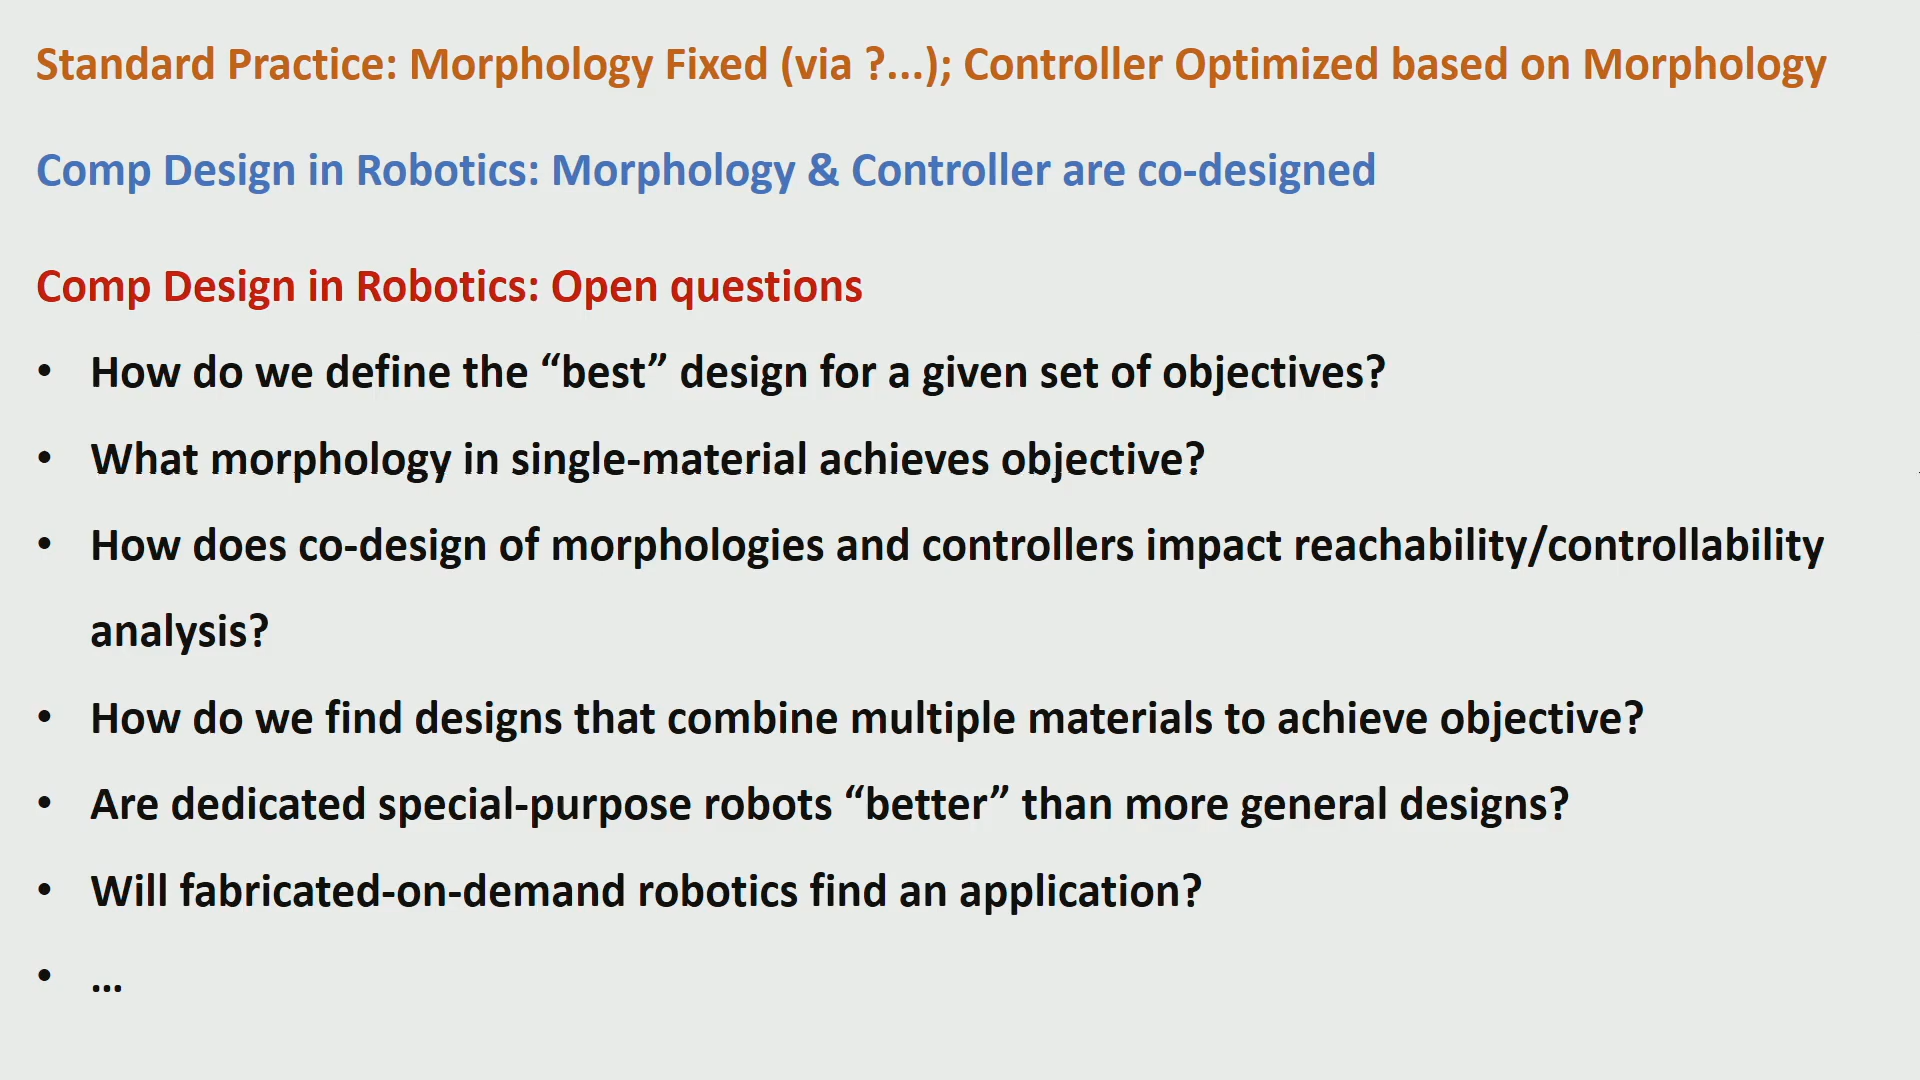 Standard Practice: Morphology Fixed (via ?...); Controller Optimized based on Morphology
Comp Design in Robotics: Morphology & Controller are co-designed
Comp Design in Robotics: Open questions
• How do we define the “best” design for a given set of objectives?
• What morphology in single-material achieves objective?
• How does co-design of morphologies and controllers impact reachability/controllability
analysis?
• How do we find designs that combine multiple materials to achieve objective?
• Are dedicated special-purpose robots “better” than more general designs?
• Will fabricated-on-demand robotics find an application?
• ...